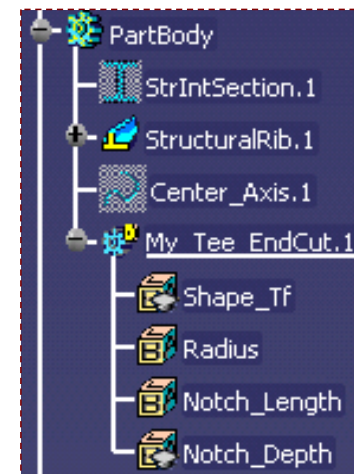 PartBody
StrIntSection.1
StructuralRib.1
Center_Axis.1
My_Tee_EndCut.1
Shape_Tf
Radius
Notch_Length
Notch_Depth